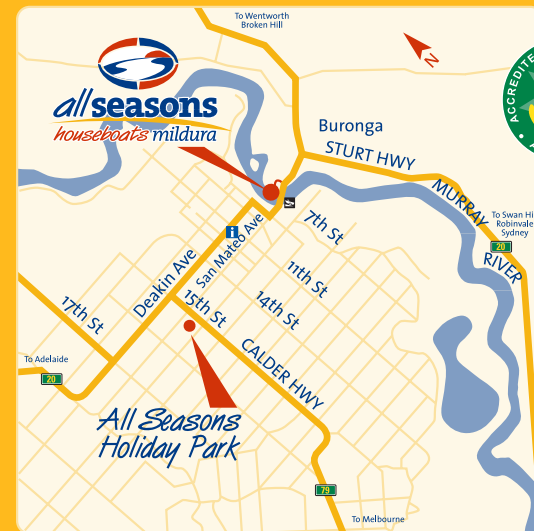 To Wentworth
Broken Hill
N
ACCREDITE
allseasons
houseboats mildura
Buronga
STURT HWY
MURRAY
RIVER
To Swan Hi
Robinvale
Sydney
20
7th St
i
San Mateo Ave
Deakin Ave
11th St
14th St
15th St
17th St
CALDER HWY
To Adelaide
20
All Seasons
Holiday Park
79
To Melbourne